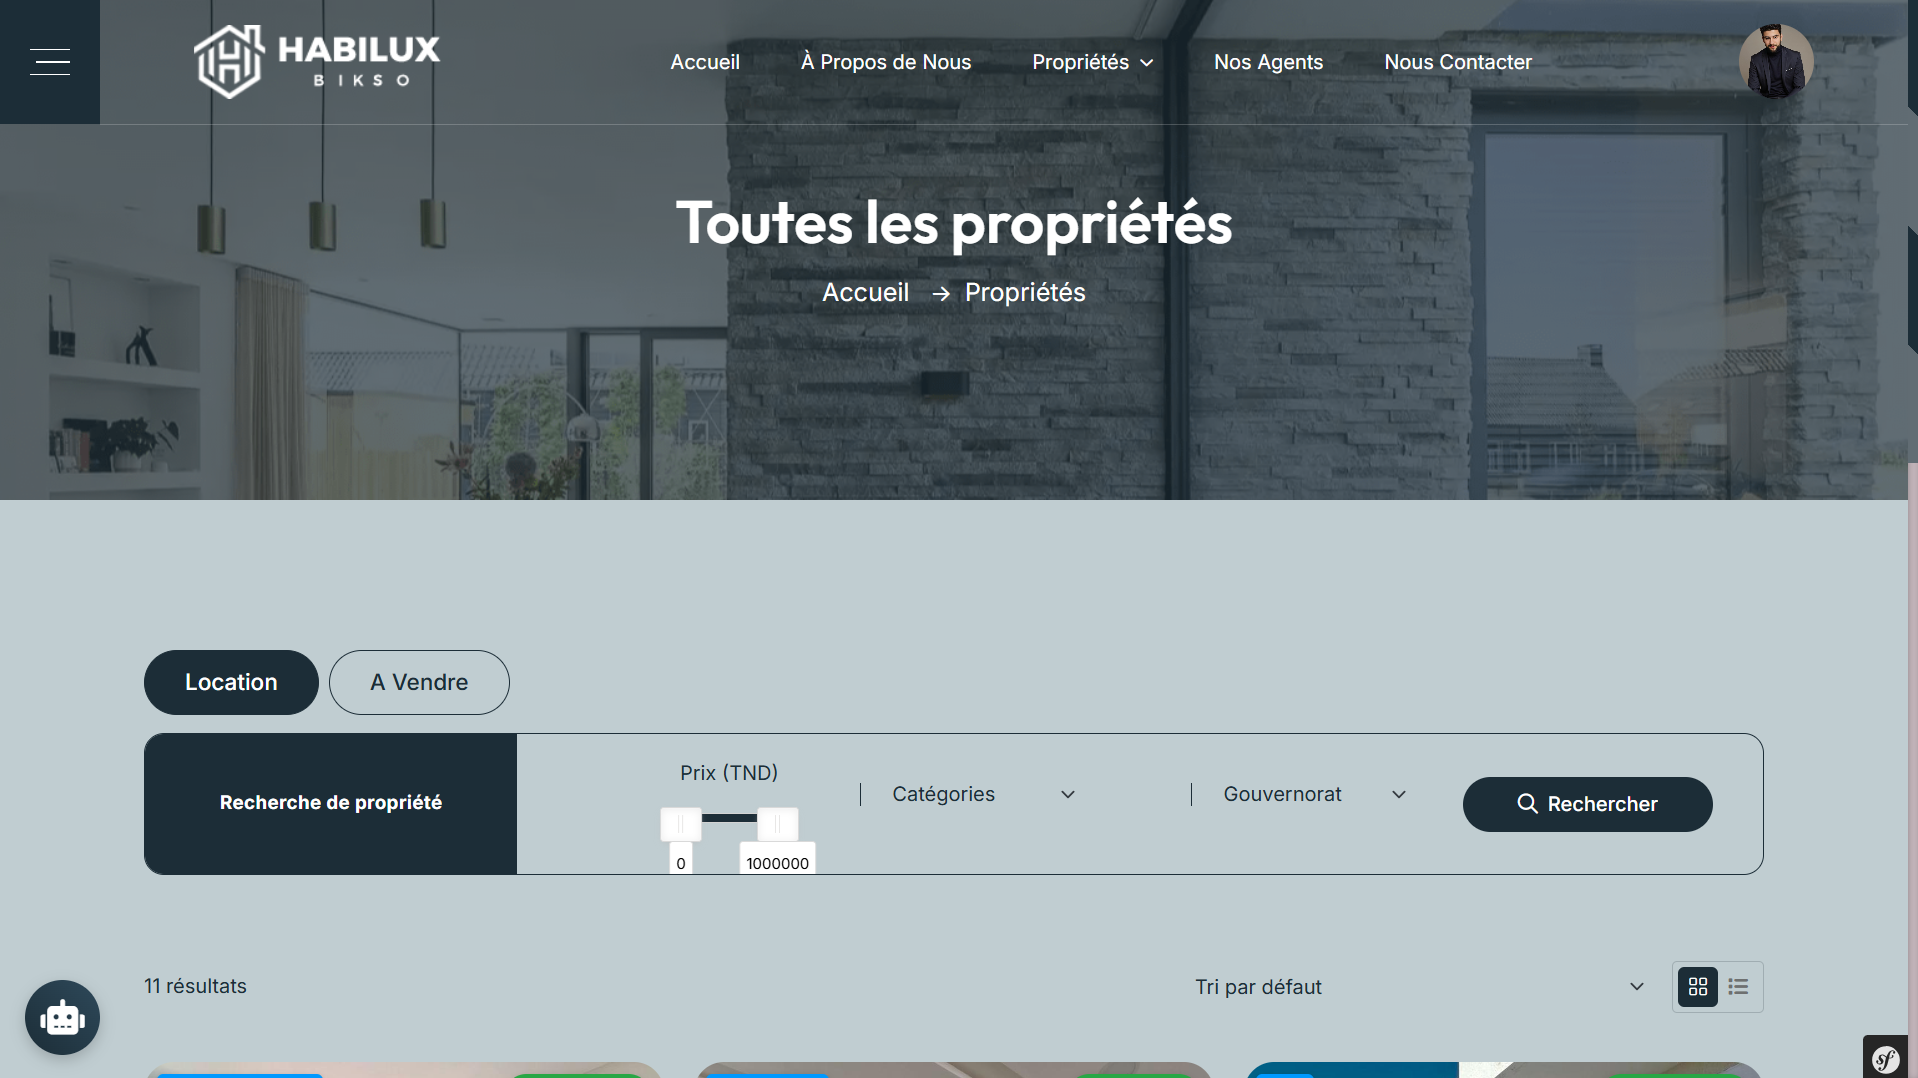 HABILUX
BIKSO
Accueil
À Propos de Nous
Propriétés
Nos Agents
Nous Contacter
Toutes les propriétés
Accueil → Propriétés
Location
A Vendre
Recherche de propriété
Prix (TND)
0
1000000
Catégories
Gouvernorat
Rechercher
11 résultats
Tri par défaut
sf